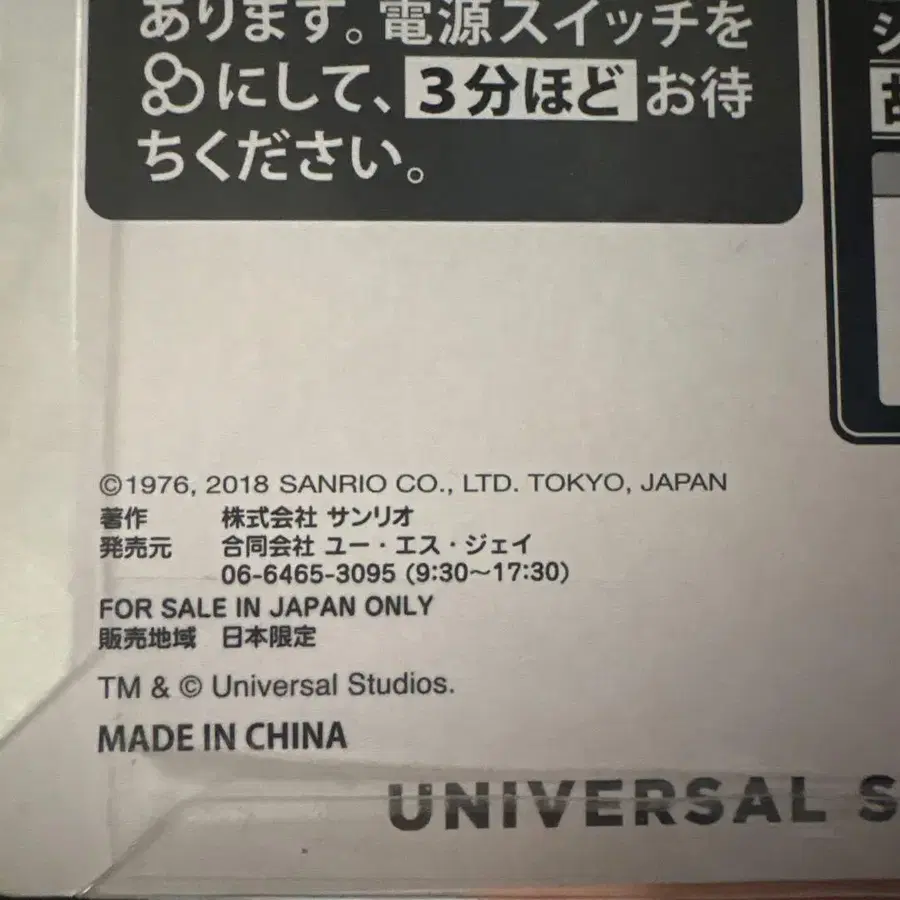 あります。電源スイッチを
にして、3分ほどお待
ちください。
©1976, 2018 SANRIO CO., LTD. TOKYO, JAPAN
著作 株式会社 サンリオ
発売元 合同会社 ユー・エス・ジェイ
06-6465-3095 (9:30～17:30)
FOR SALE IN JAPAN ONLY
販売地域 日本限定
TM & © Universal Studios.
MADE IN CHINA
UNIVERSAL S